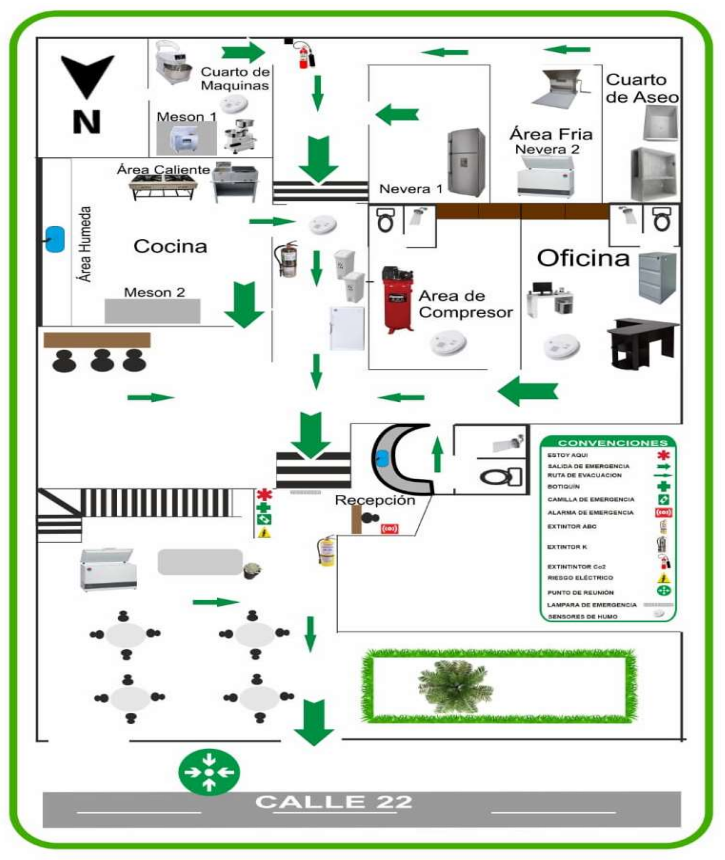 N
Cuarto de
Maquinas
Meson 1
Área Caliente
Área Humeda
Cocina
Meson 2
Nevera 1
Área Fria
Nevera 2
Cuarto
de Aseo
Oficina
Area de
Compresor
Recepción
CONVENCIONES
ESTOY AQUI
SALIDA DE EMERGENCIA
RUTA DE EVACUACION
BOTIQUIN
CAMILLA DE EMERGENCIA
ALARMA DE EMERGENCIA
EXTINTOR ABC
EXTINTOR K
EXTINTINTOR Co2
RIESGO ELÉCTRICO
PUNTO DE REUNIÓN
LAMPARA DE EMERGENCIA
SENSORES DE HUMO
CALLE 22